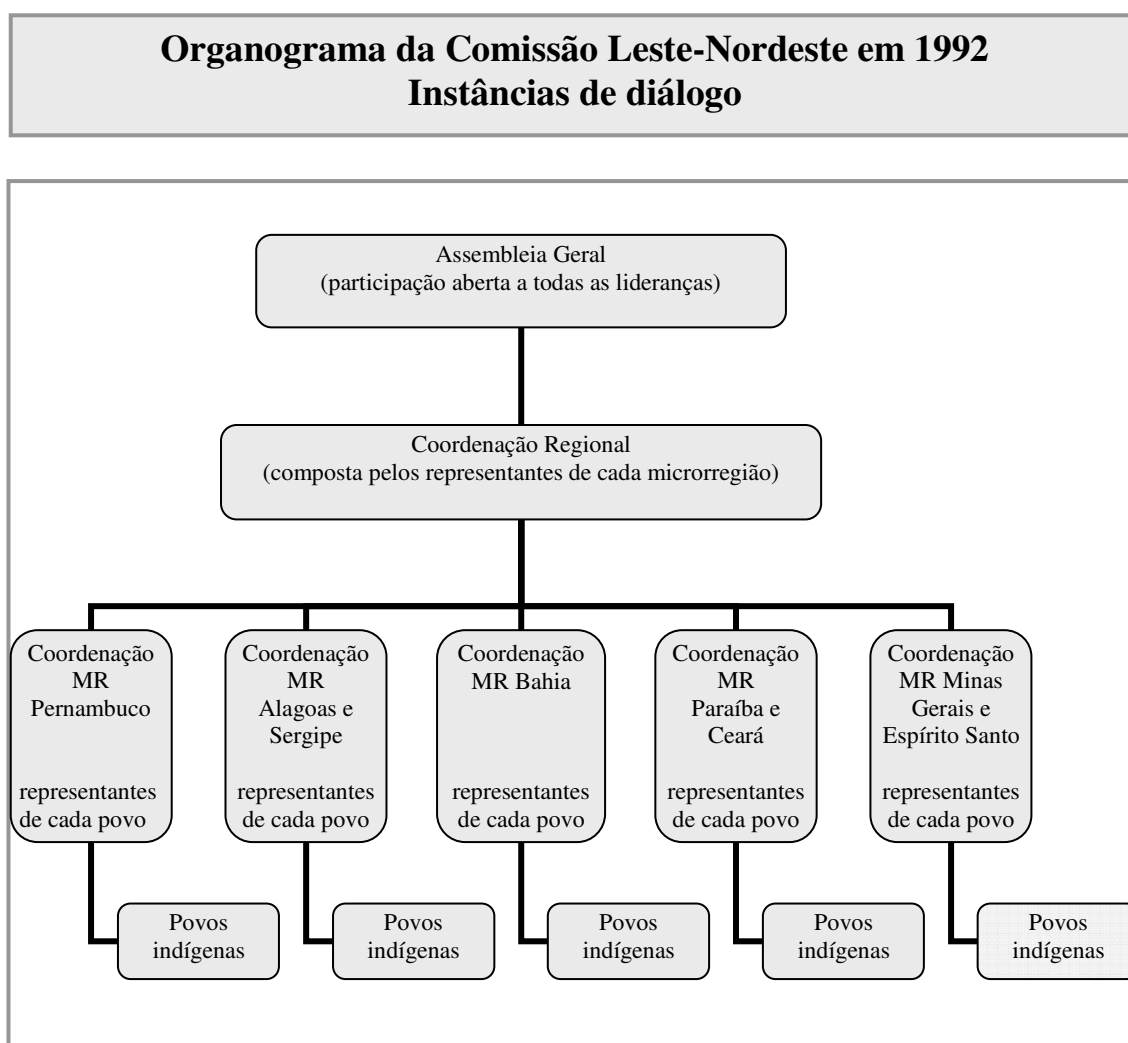 Organograma da Comissão Leste-Nordeste em 1992
Instâncias de diálogo
Assembleia Geral
(participação aberta a todas as lideranças)
Coordenação Regional
(composta pelos representantes de cada microrregião)
Coordenação
MR
Pernambuco
representantes
de cada povo
Coordenação
MR
Alagoas e
Sergipe
representantes
de cada povo
Coordenação
MR Bahia
representantes
de cada povo
Coordenação
MR
Paraíba e
Ceará
representantes
de cada povo
Coordenação
MR Minas
Gerais e
Espírito Santo
representantes
de cada povo
Povos
indígenas
Povos
indígenas
Povos
indígenas
Povos
indígenas
Povos
indígenas